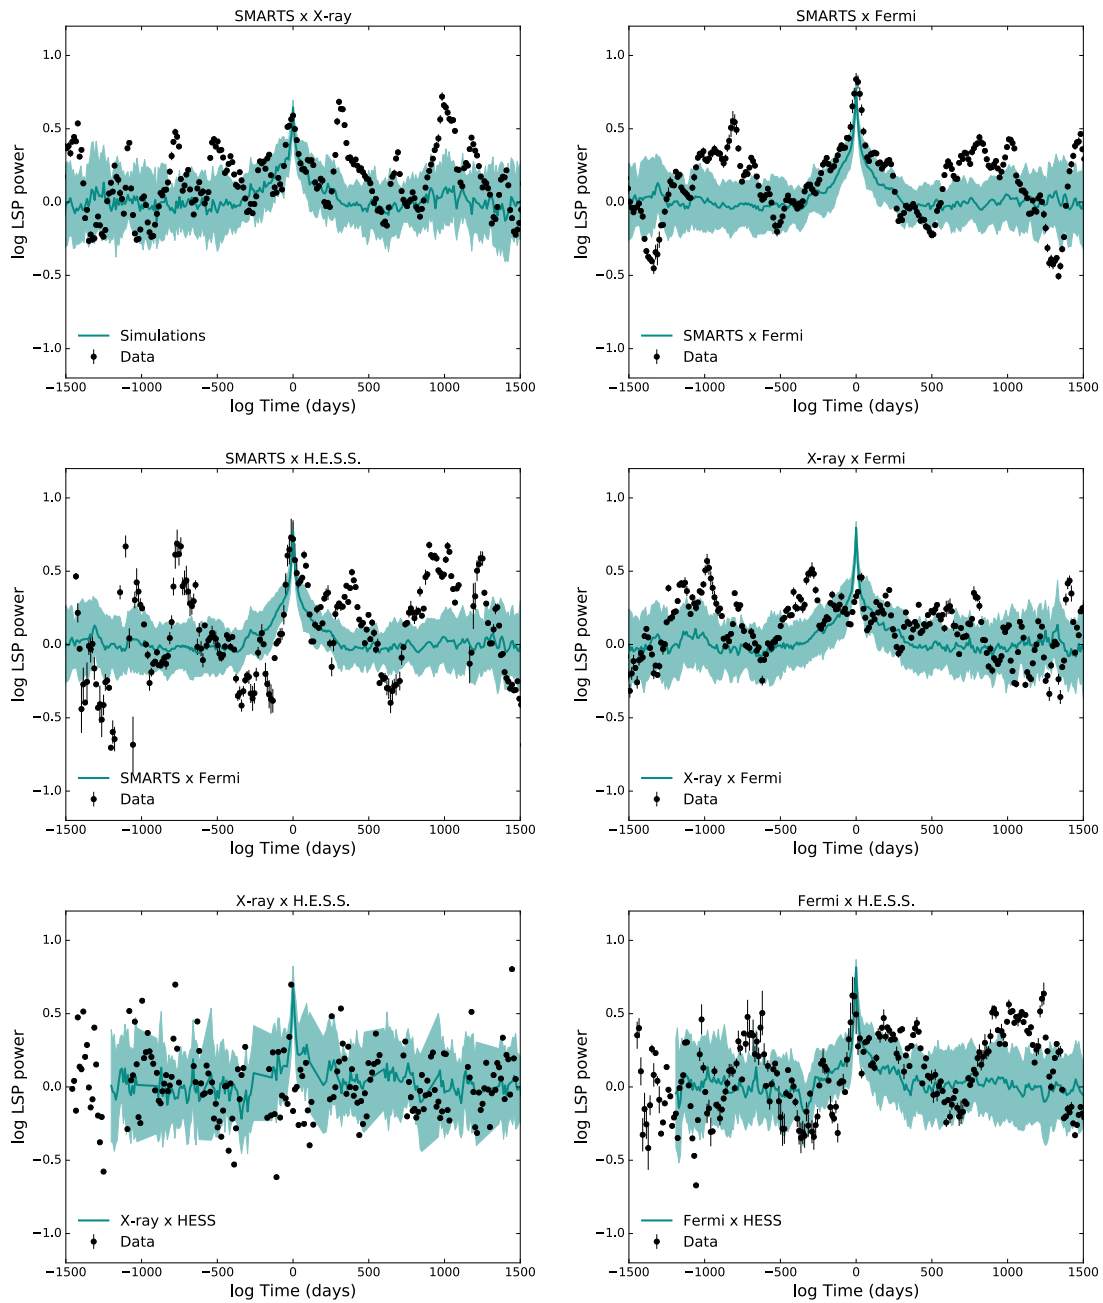 SMARTS x X-ray
1.0
0.5
0.0
−0.5
−1.0
log LSP power
Simulations
Data
−1500 −1000 −500 0 500 1000 1500
log Time (days)
SMARTS x Fermi
1.0
0.5
0.0
−0.5
−1.0
log LSP power
SMARTS x Fermi
Data
−1500 −1000 −500 0 500 1000 1500
log Time (days)
SMARTS x H.E.S.S.
1.0
0.5
0.0
−0.5
−1.0
log LSP power
SMARTS x Fermi
Data
−1500 −1000 −500 0 500 1000 1500
log Time (days)
X-ray x Fermi
1.0
0.5
0.0
−0.5
−1.0
log LSP power
X-ray x Fermi
Data
−1500 −1000 −500 0 500 1000 1500
log Time (days)
X-ray x H.E.S.S.
1.0
0.5
0.0
−0.5
−1.0
log LSP power
X-ray x HESS
Data
−1500 −1000 −500 0 500 1000 1500
log Time (days)
Fermi x H.E.S.S.
1.0
0.5
0.0
−0.5
−1.0
log LSP power
Fermi x HESS
Data
−1500 −1000 −500 0 500 1000 1500
log Time (days)